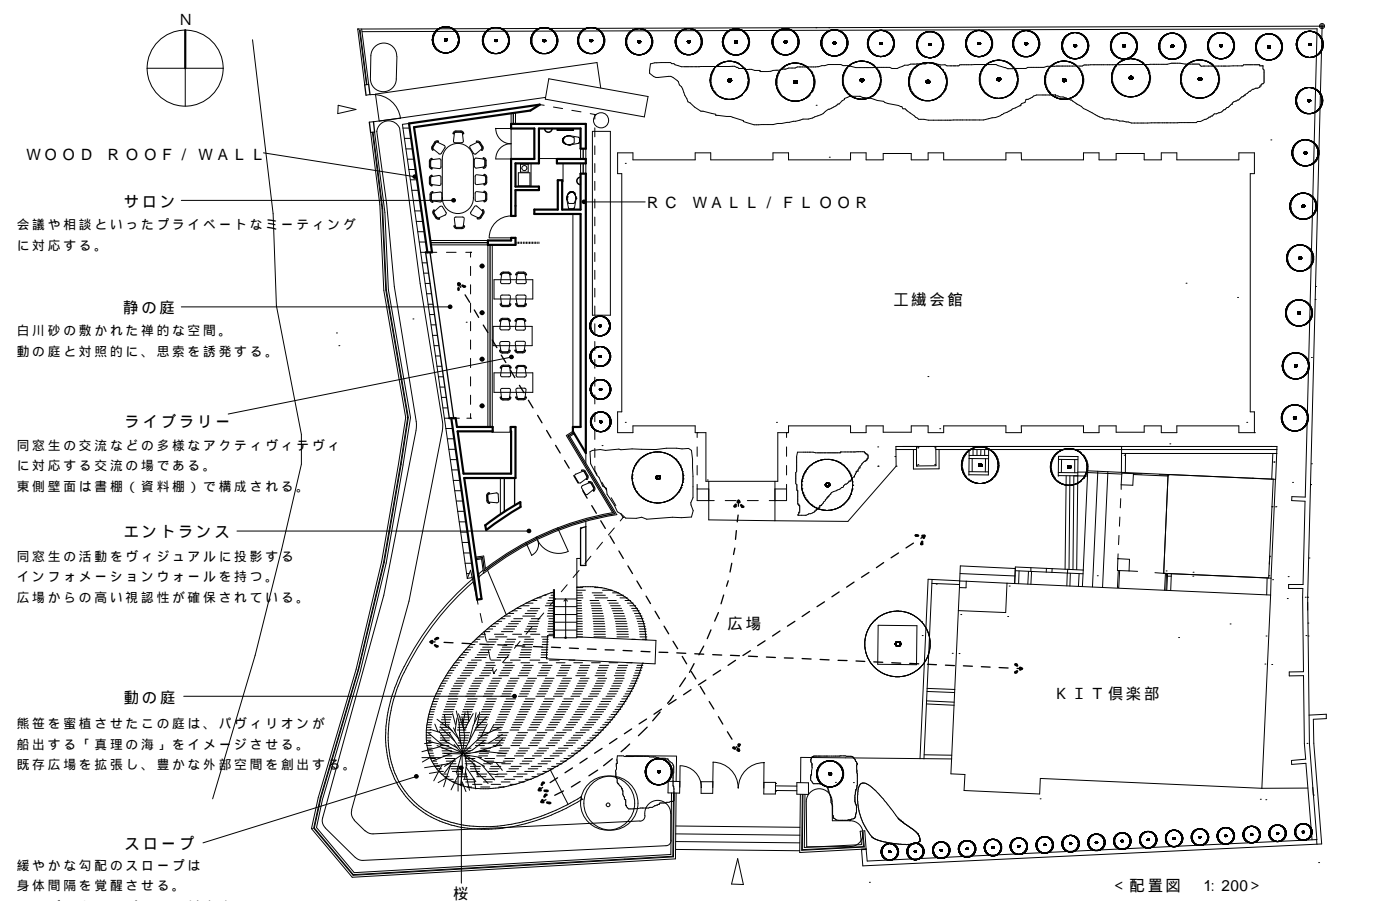 N
WOOD ROOF / WALL
サロン
会議や相談といったプライベートなミーティング
に対応する。
静の庭
白川砂の敷かれた禅的な空間。
動の庭と対照的に、思索を誘発する。
ライブラリー
同窓生の交流などの多様なアクティヴィテヴィ
に対応する交流の場である。
東側壁面は書棚（資料棚）で構成される。
エントランス
同窓生の活動をヴィジュアルに投影する
インフォメーションウォールを持つ。
広場からの高い視認性が確保されている。
動の庭
熊笹を蜜植させたこの庭は、パヴィリオンが
船出する「真理の海」をイメージさせる。
既存広場を拡張し、豊かな外部空間を創出する。
スロープ
緩やかな勾配のスロープは
身体間隔を覚醒させる。
桜
RC WALL / FLOOR
工繊会館
広場
KIT倶楽部
<配置図 1:200>